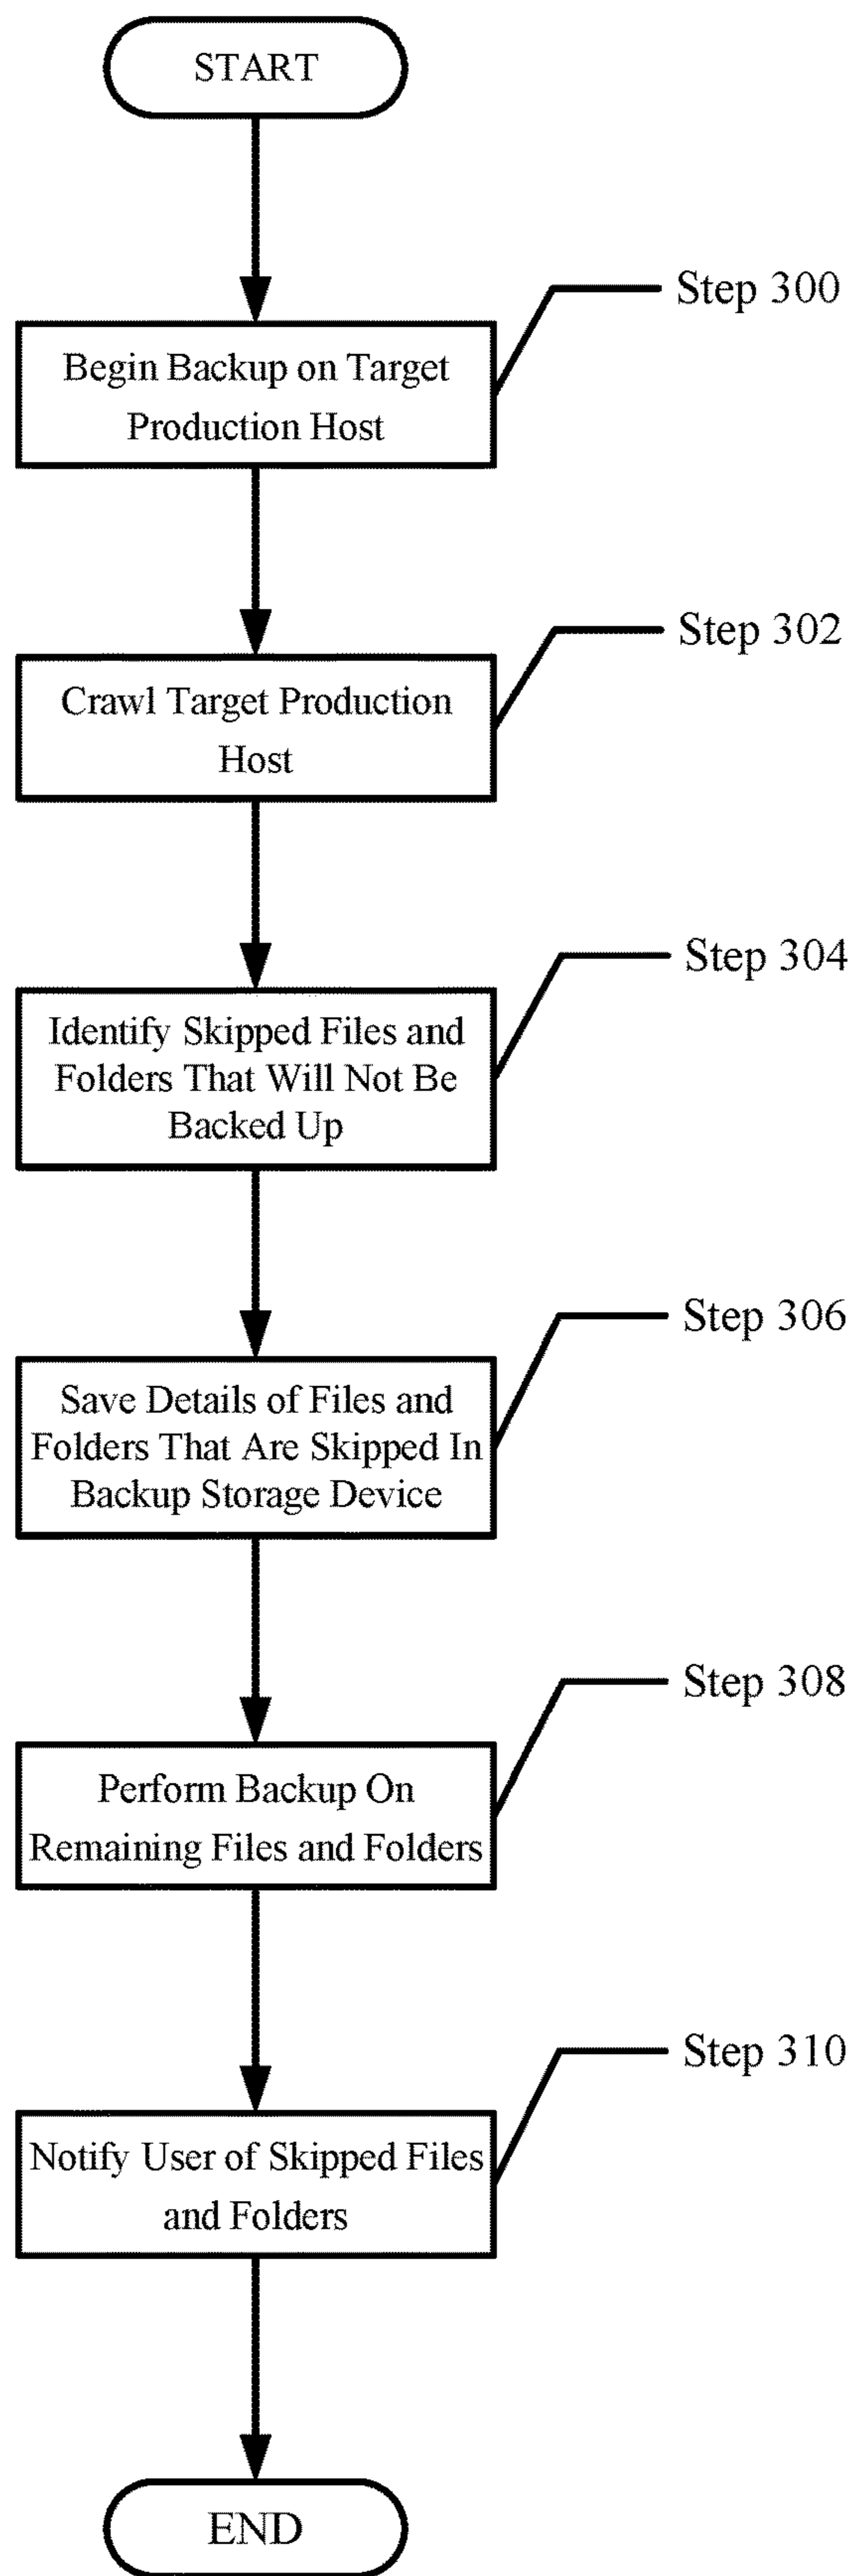 START
Step 300
Begin Backup on Target
Production Host
Step 302
Crawl Target Production
Host
Step 304
Identify Skipped Files and
Folders That Will Not Be
Backed Up
Step 306
Save Details of Files and
Folders That Are Skipped In
Backup Storage Device
Step 308
Perform Backup On
Remaining Files and Folders
Step 310
Notify User of Skipped Files
and Folders
END